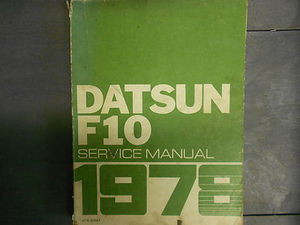 DATSUN
F10
SERVICE MANUAL
1978